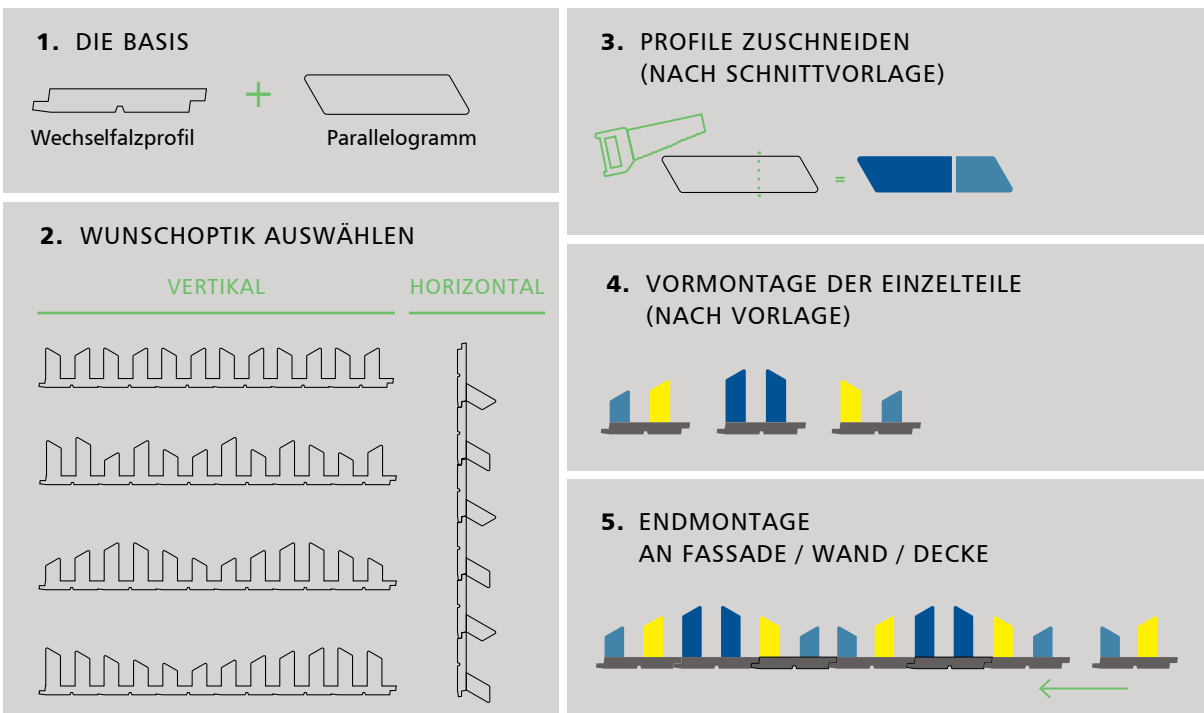 1. DIE BASIS
+
Wechselfalzprofil
Parallelogramm
2. WUNSCHOPTIK AUSWÄHLEN
VERTIKAL
HORIZONTAL
3. PROFILE ZUSCHNEIDEN
(NACH SCHNITTVORLAGE)
=
4. VORMONTAGE DER EINZELTEILE
(NACH VORLAGE)
5. ENDMONTAGE
AN FASSADE / WAND / DECKE